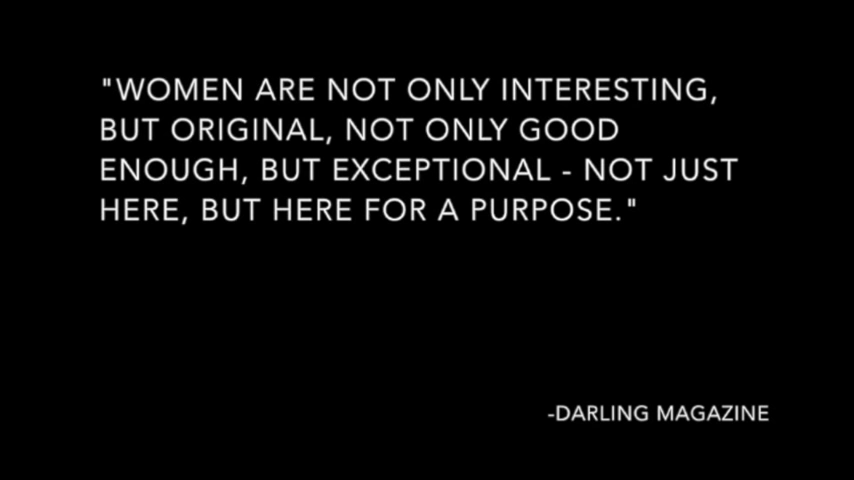 "WOMEN ARE NOT ONLY INTERESTING,
BUT ORIGINAL, NOT ONLY GOOD
ENOUGH, BUT EXCEPTIONAL - NOT JUST
HERE, BUT HERE FOR A PURPOSE."
-DARLING MAGAZINE